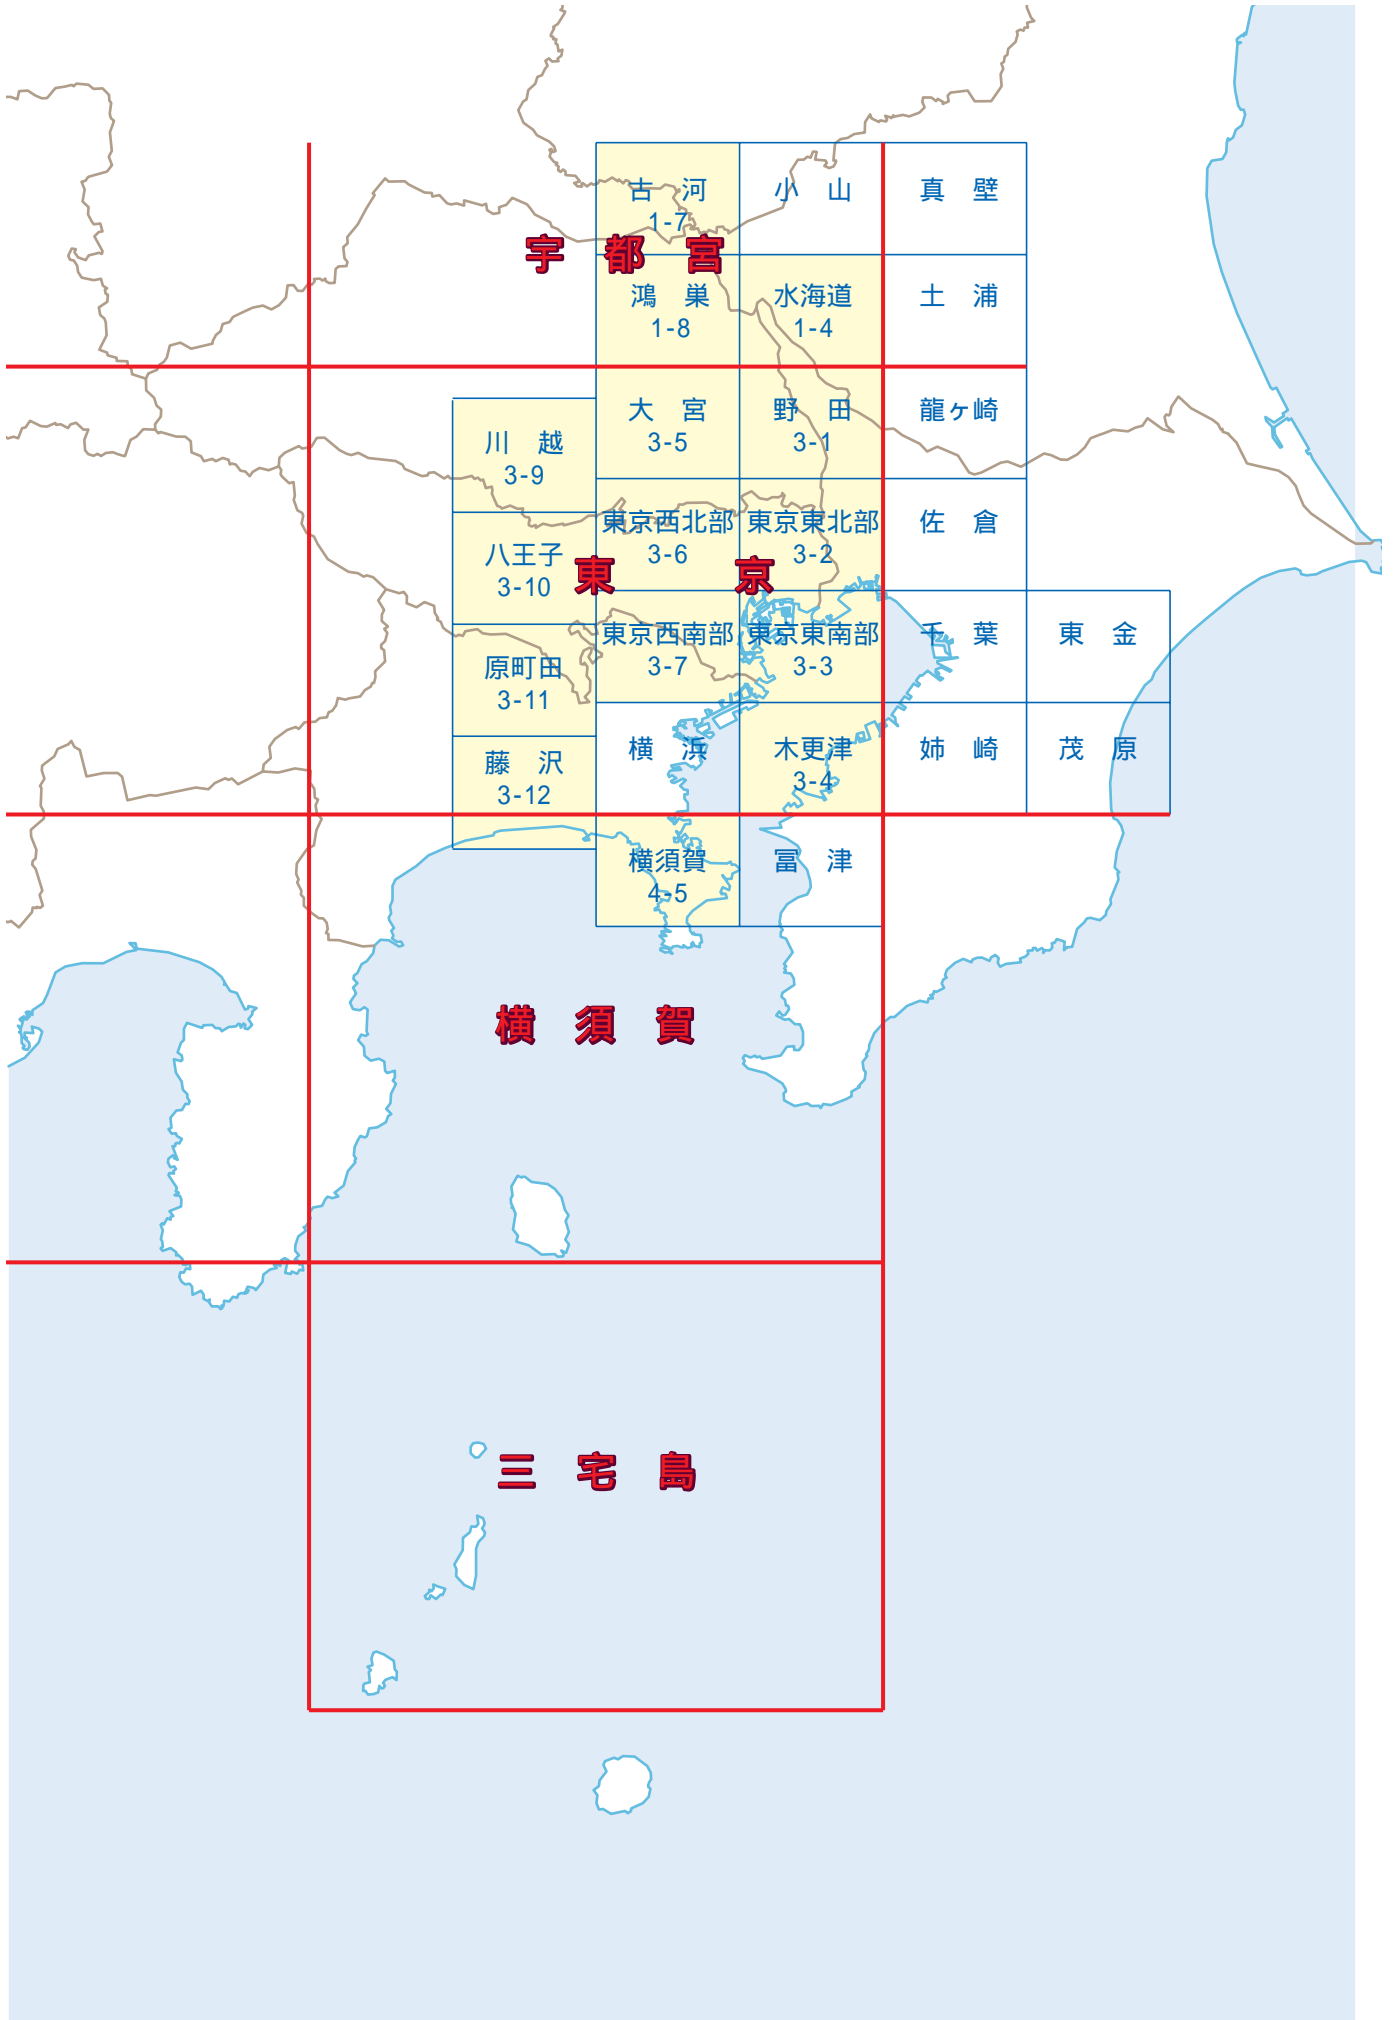 古　河
1-7
小　山
真　壁
宇　都　宮
鴻　巣
1-8
水海道
1-4
土　浦
大　宮
3-5
野　田
3-1
龍ヶ崎
川　越
3-9
東京西北部
3-6
東京東北部
3-2
佐　倉
八王子
3-10
東　京
東京西南部
3-7
東京東南部
3-3
千　葉
東　金
原町田
3-11
横　浜
木更津
3-4
姉　崎
茂　原
藤　沢
3-12
横須賀
4-5
冨　津
横　須　賀
三　宅　島